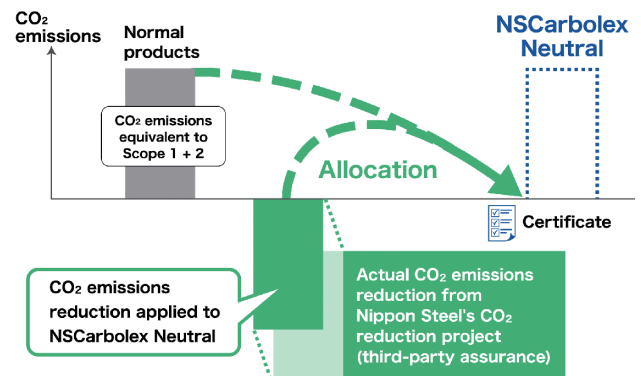 CO₂
emissions
Normal
products
NSCarbolex
Neutral
CO₂ emissions
equivalent to
Scope 1 + 2
Allocation
Certificate
CO₂ emissions
reduction applied to
NSCarbolex Neutral
Actual CO₂ emissions
reduction from
Nippon Steel's CO₂
reduction project
(third-party assurance)